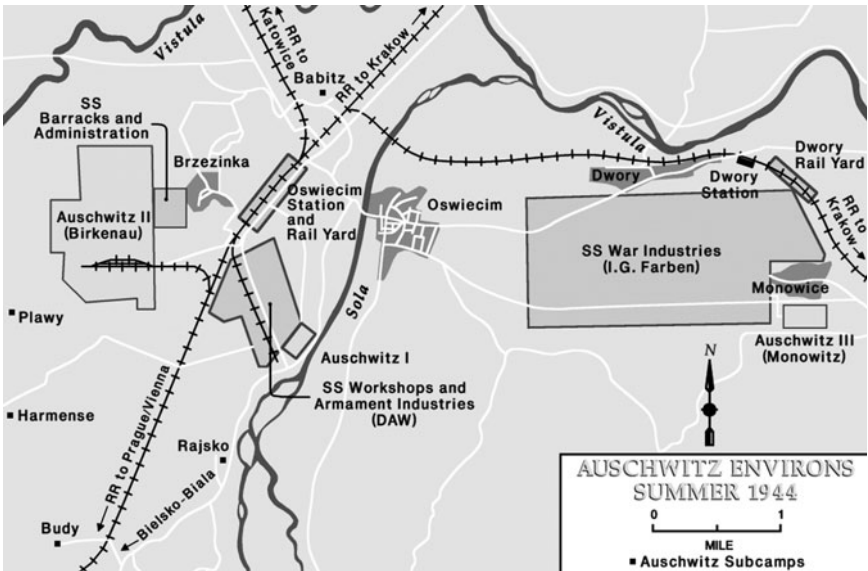 Vistula
RR to
Katowice
RR to Krakow
Babitz
SS
Barracks and
Administration
Brzezinka
Vistula
Dwory
Rail Yard
Dwory
Dwory
Station
RR to
Krakow
Auschwitz II
(Birkenau)
Oswiecim
Station
and
Rail Yard
Oswiecim
SS War Industries
(I.G. Farben)
Monowice
Sola
Plawy
Auschwitz I
Auschwitz III
(Monowitz)
SS Workshops and
Armament Industries
(DAW)
N
Harmense
RR to Prague/Vienna
Rajsko
Bielsko-Biala
Budy
AUSCHWITZ ENVIRONS
SUMMER 1944
0 1
MILE
Auschwitz Subcamps